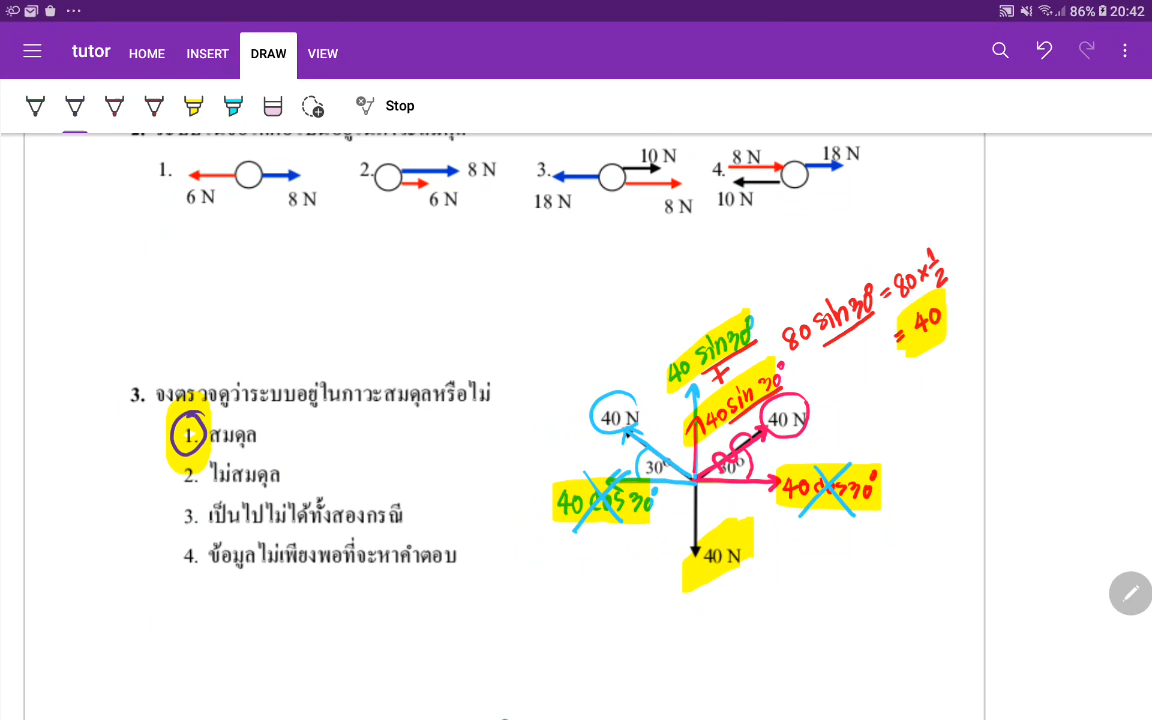 86% 20:42
tutor HOME INSERT DRAW VIEW
Stop
1. 6 N 8 N
2. 8 N 6 N
3. 10 N 18 N 8 N
4. 8 N 18 N 10 N
80 sin30° = 80 × 1/2
= 40
40 sin30°
+
40 sin 30°
3. จงตรวจดูว่าระบบอยู่ในภาวะสมดุลหรือไม่
40 N 40 N
1. สมดุล
30° 30°
2. ไม่สมดุล
40 cos 30° 40 cos 30°
3. เป็นไปไม่ได้ทั้งสองกรณี
4. ข้อมูลไม่เพียงพอที่จะหาคำตอบ
40 N